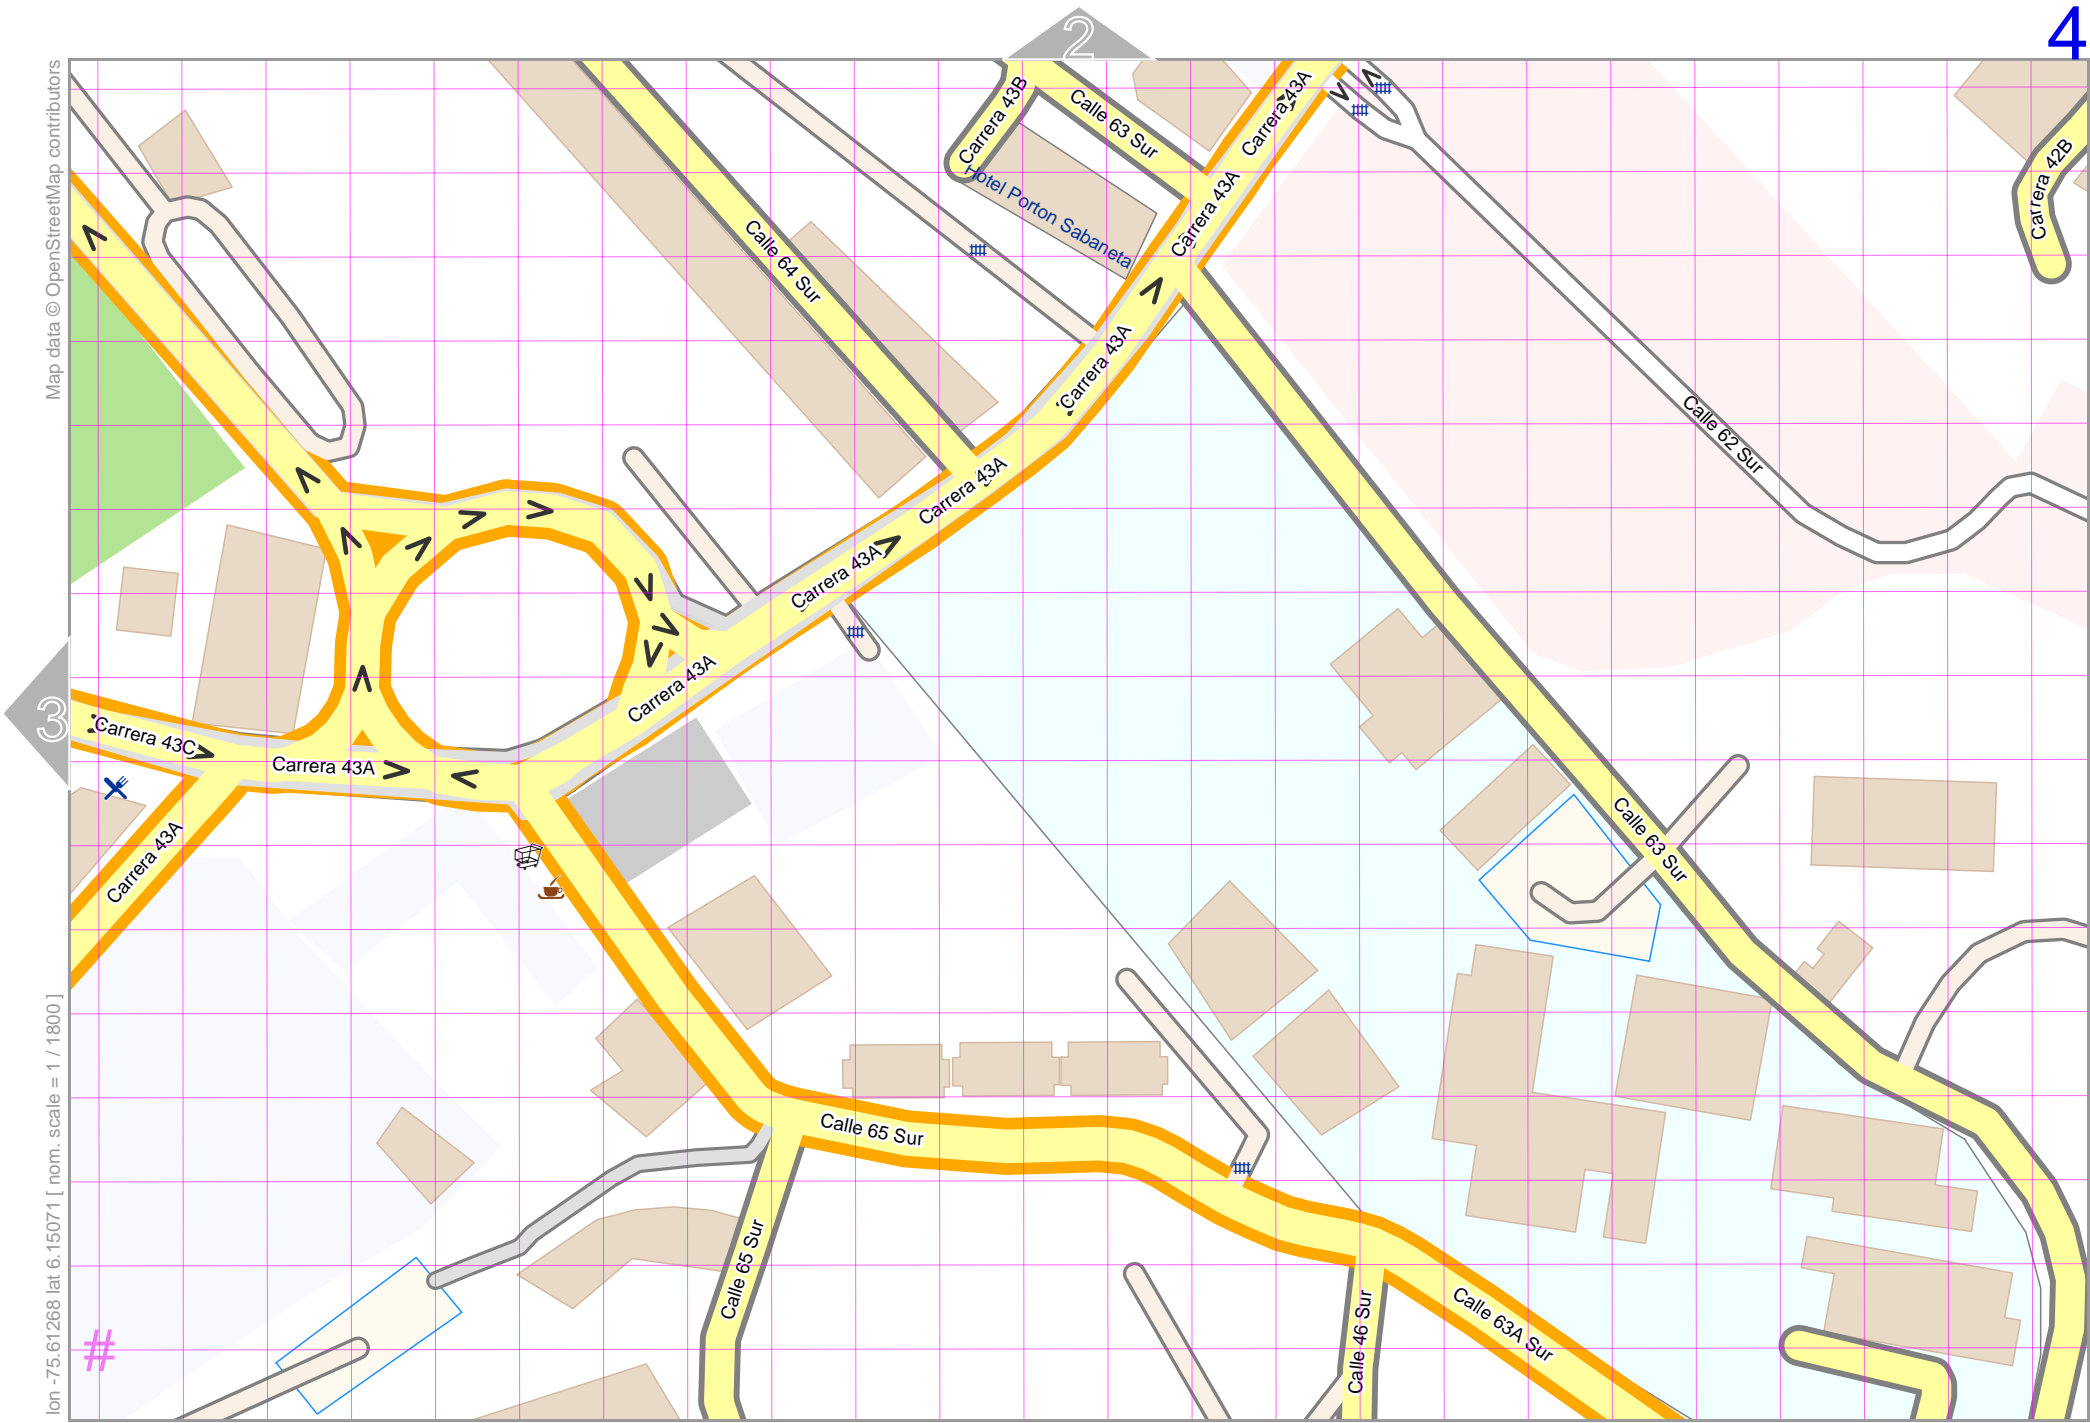 4
2
Map data © OpenStreetMap contributors
Carrera 43B
Calle 63 Sur
Carrera 43A
Carrera 42B
Hotel Porton Sabaneta
Carrera 43A
Calle 64 Sur
Carrera 43A
Calle 62 Sur
Carrera 43A
Carrera 43A
Carrera 43A
3
Carrera 43C
Carrera 43A
Carrera 43A
Calle 63 Sur
Calle 65 Sur
Calle 65 Sur
Calle 46 Sur
Calle 63A Sur
#
lon -75.61268 lat 6.15071 [ nom. scale = 1 / 1800 ]